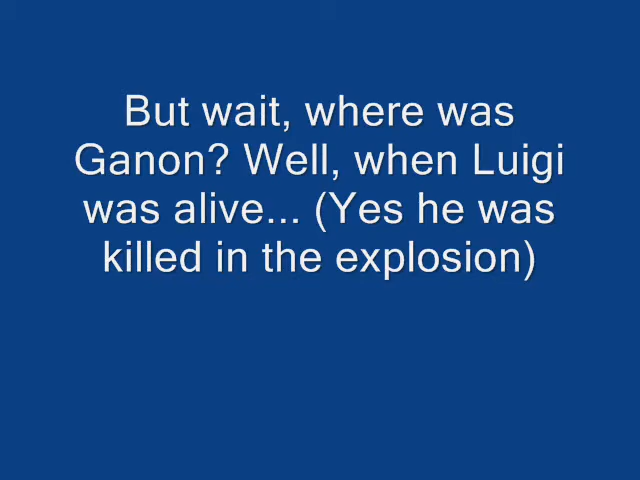 But wait, where was
Ganon? Well, when Luigi
was alive... (Yes he was
killed in the explosion)